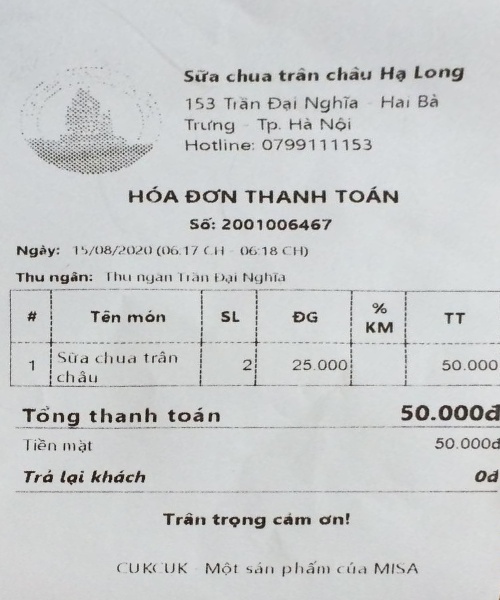 Sữa chua trân châu Hạ Long
153 Trần Đại Nghĩa - Hai Bà
Trưng - Tp. Hà Nội
Hotline: 0799111153
HÓA ĐƠN THANH TOÁN
Số: 2001006467
Ngày: 15/08/2020 (06:17 CH - 06:18 CH)
Thu ngân: Thu ngân Trần Đại Nghĩa
# Tên món SL ĐG % KM TT
1 Sữa chua trân châu 2 25.000 50.000
Tổng thanh toán 50.000đ
Tiền mặt 50.000đ
Trả lại khách 0đ
Trân trọng cảm ơn!
CUKCUK - Một sản phẩm của MISA